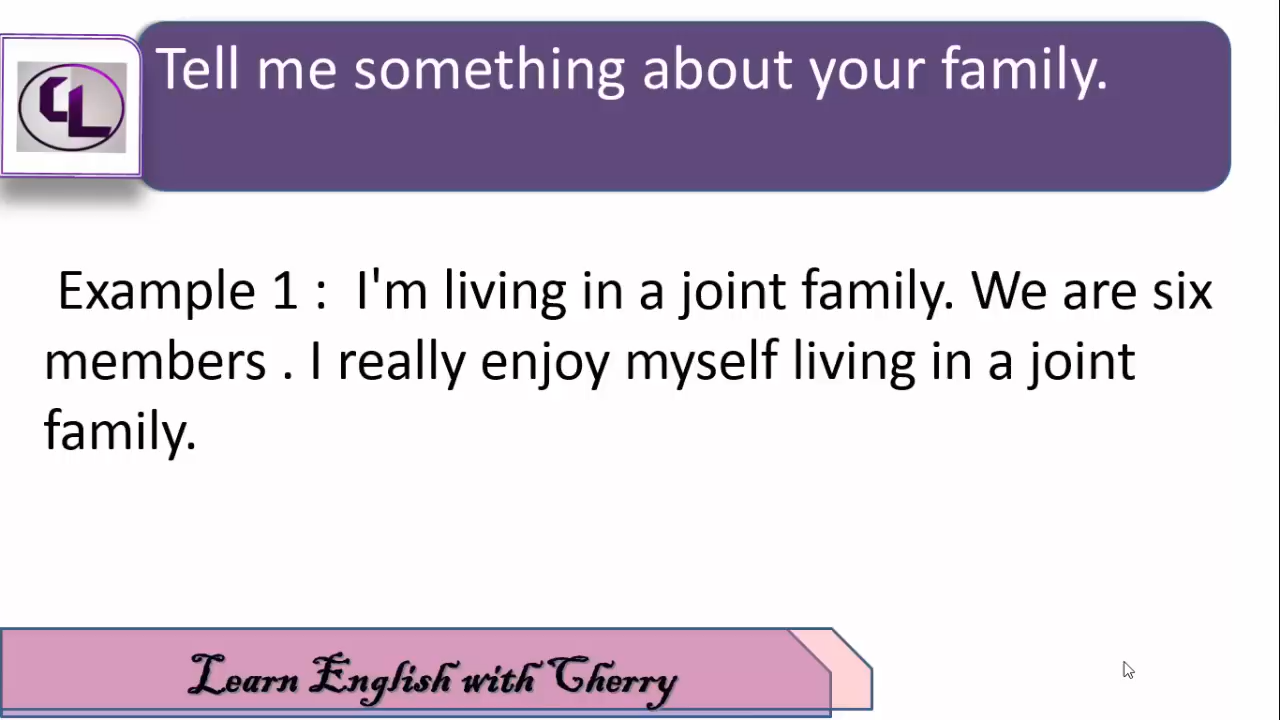 CL
Tell me something about your family.
Example 1 :  I'm living in a joint family. We are six
members . I really enjoy myself living in a joint
family.
Learn English with Cherry